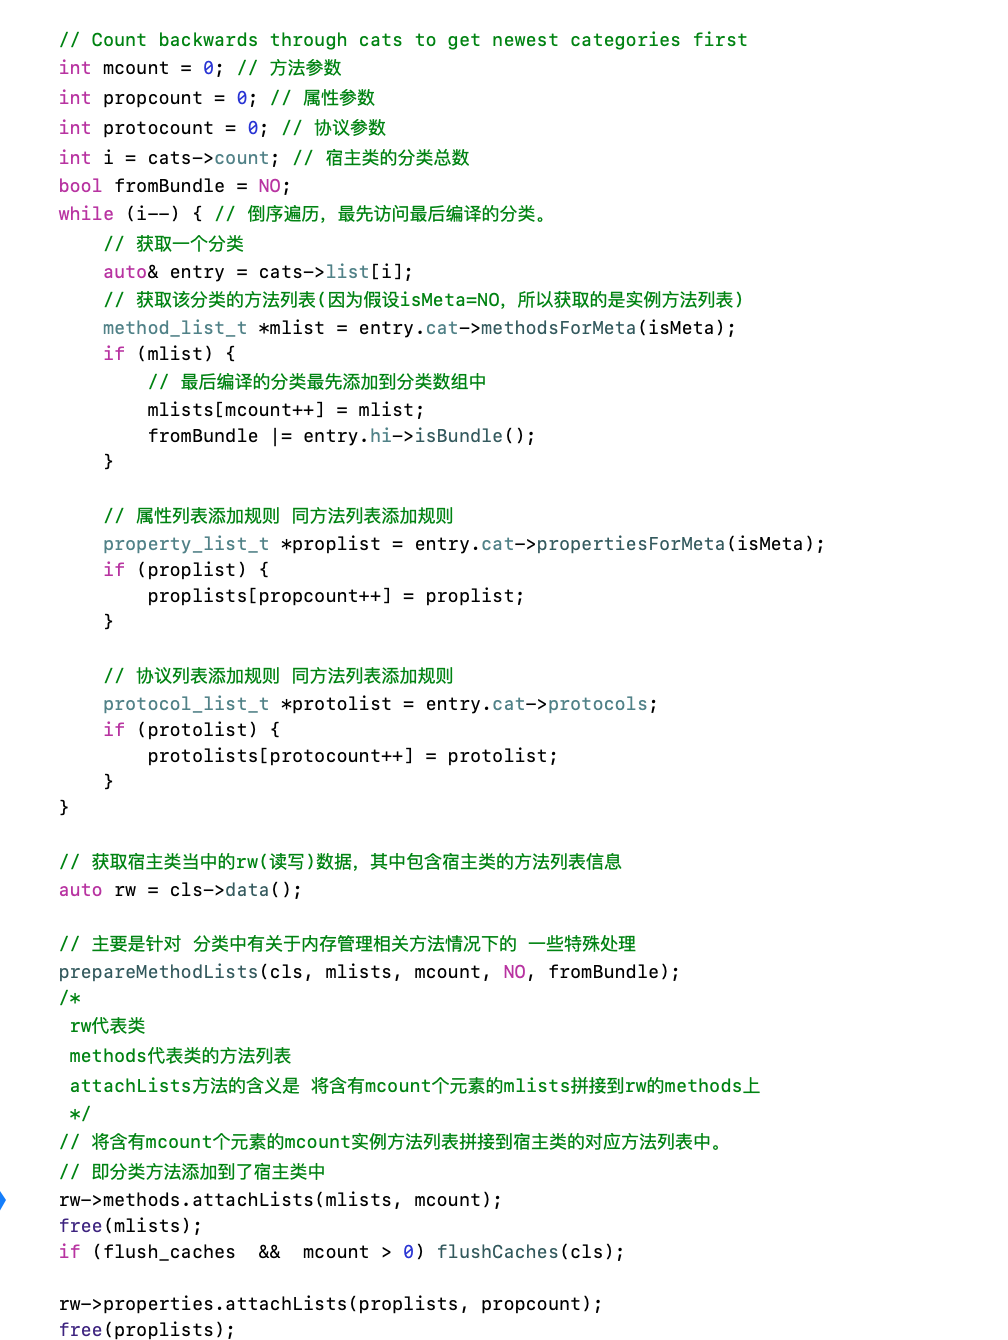 // Count backwards through cats to get newest categories first
int mcount = 0; // 方法参数
int propcount = 0; // 属性参数
int protocount = 0; // 协议参数
int i = cats->count; // 宿主类的分类总数
bool fromBundle = NO;
while (i--) { // 倒序遍历，最先访问最后编译的分类。
    // 获取一个分类
    auto& entry = cats->list[i];
    // 获取该分类的方法列表(因为假设isMeta=NO，所以获取的是实例方法列表)
    method_list_t *mlist = entry.cat->methodsForMeta(isMeta);
    if (mlist) {
        // 最后编译的分类最先添加到分类数组中
        mlists[mcount++] = mlist;
        fromBundle |= entry.hi->isBundle();
    }

    // 属性列表添加规则 同方法列表添加规则
    property_list_t *proplist = entry.cat->propertiesForMeta(isMeta);
    if (proplist) {
        proplists[propcount++] = proplist;
    }

    // 协议列表添加规则 同方法列表添加规则
    protocol_list_t *protolist = entry.cat->protocols;
    if (protolist) {
        protolists[protocount++] = protolist;
    }
}

// 获取宿主类当中的rw(读写)数据，其中包含宿主类的方法列表信息
auto rw = cls->data();

// 主要是针对 分类中有关于内存管理相关方法情况下的 一些特殊处理
prepareMethodLists(cls, mlists, mcount, NO, fromBundle);
/*
 rw代表类
 methods代表类的方法列表
 attachLists方法的含义是 将含有mcount个元素的mlists拼接到rw的methods上
 */
// 将含有mcount个元素的mcount实例方法列表拼接到宿主类的对应方法列表中。
// 即分类方法添加到了宿主类中
rw->methods.attachLists(mlists, mcount);
free(mlists);
if (flush_caches  &&  mcount > 0) flushCaches(cls);

rw->properties.attachLists(proplists, propcount);
free(proplists);